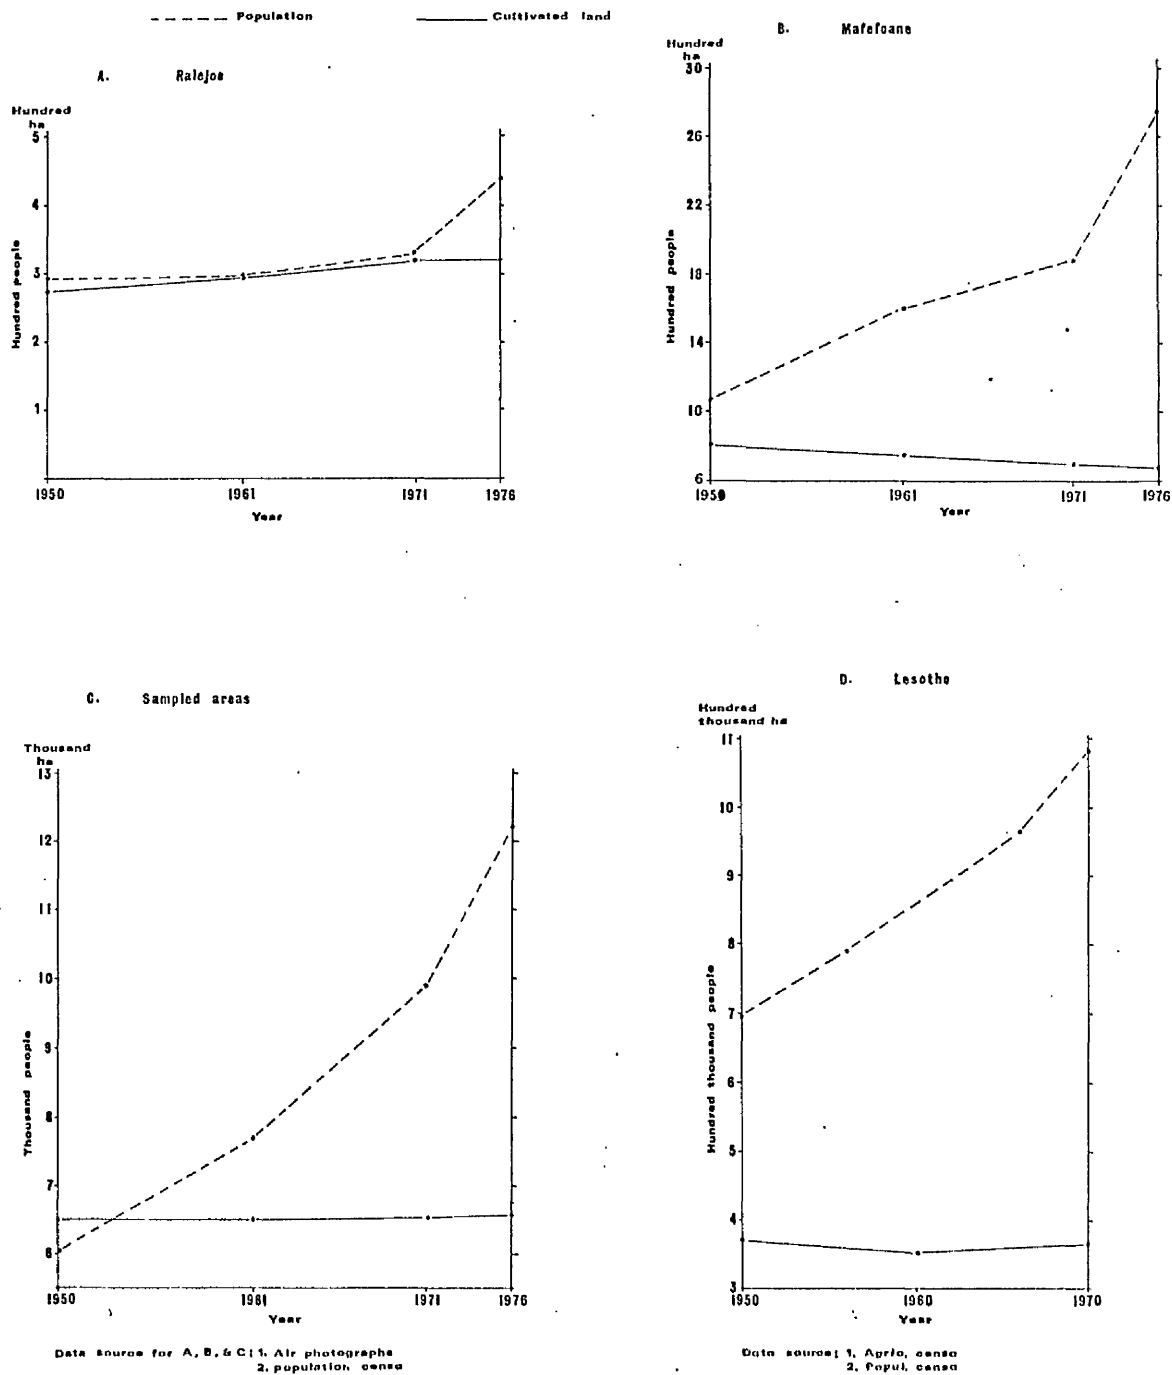 Population Cultivated land
A. Ralejoe
Hundred
ha
5
4
3
2
1
Hundred people
1950 1961 1971 1976
Year
B. Mafefoane
Hundred
ha
30
26
22
18
14
10
6
Hundred people
1950 1961 1971 1976
Year
C. Sampled areas
Thousand
ha
13
12
11
10
9
8
7
6
Thousand people
1950 1961 1971 1976
Year
Data source for A, B, & C: 1. Air photographs
2. population censa
D. Lesotho
Hundred
thousand ha
11
10
9
8
7
6
5
4
3
Hundred thousand people
1950 1960 1970
Year
Data source: 1. Agric, censa
2. Popul. censa